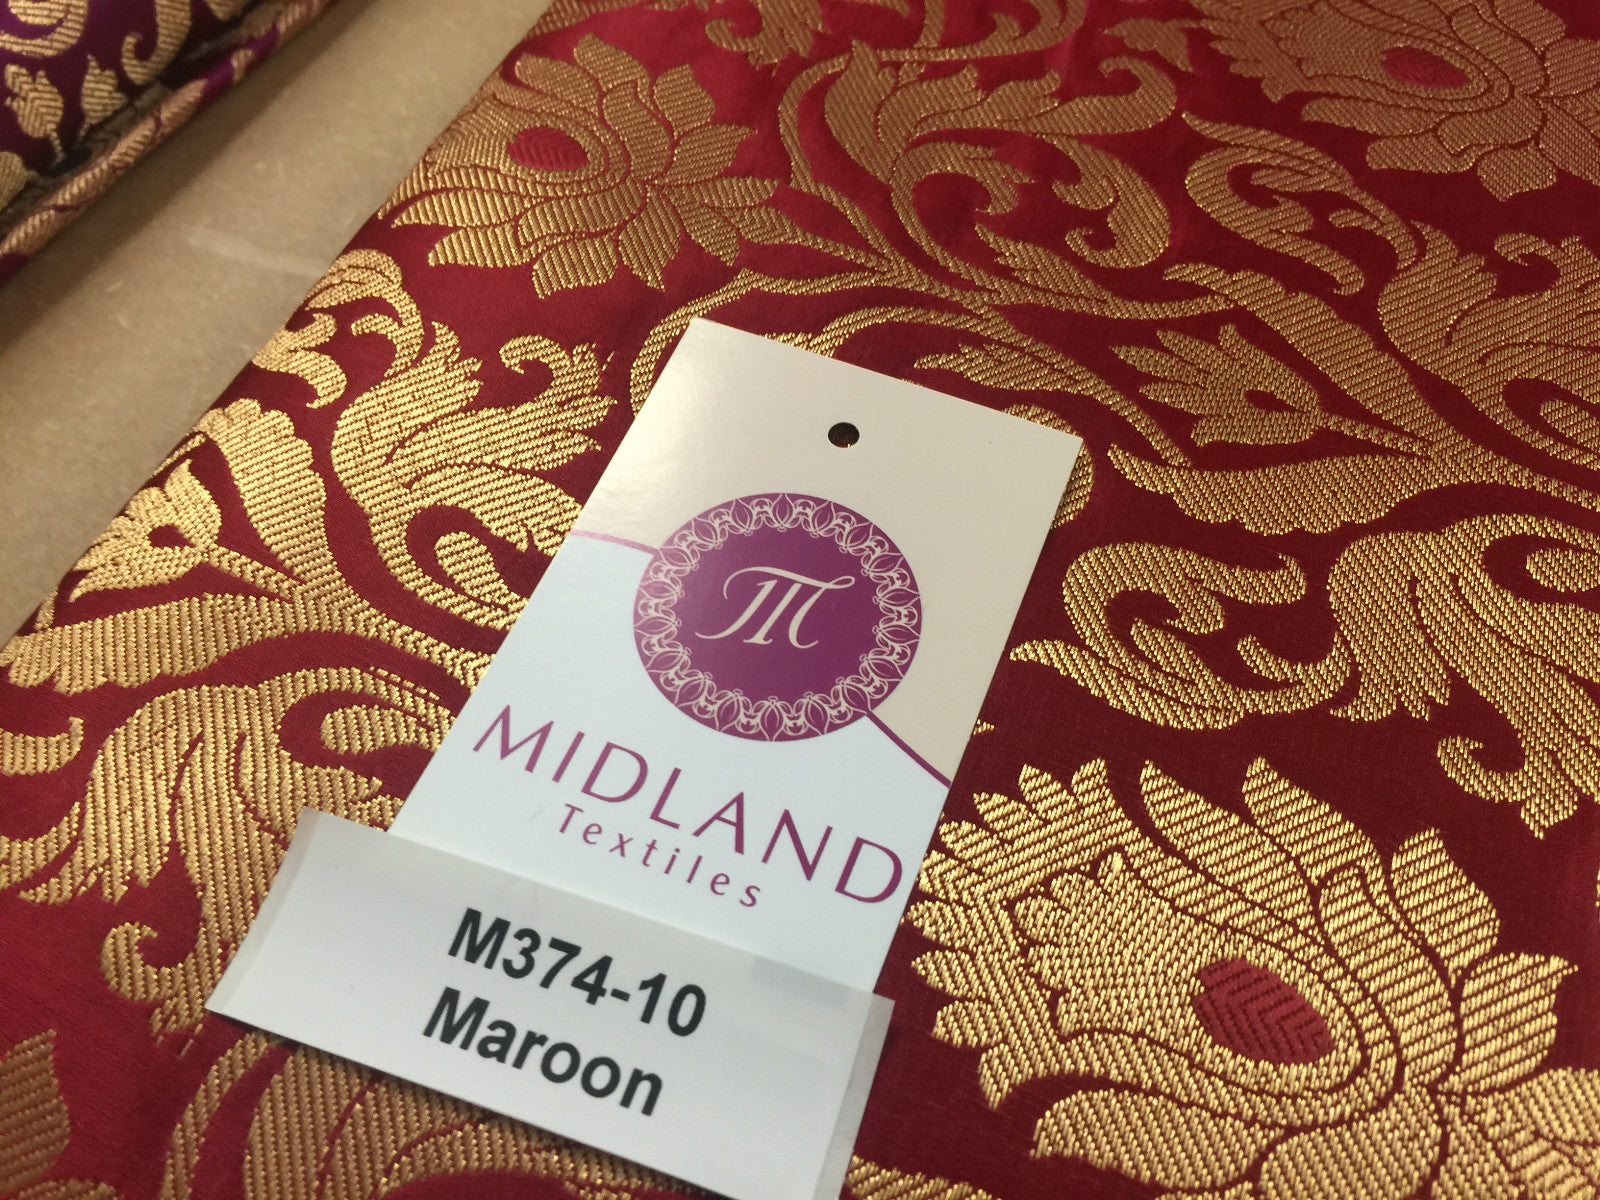 MIDLAND
Textiles
M374-10
Maroon